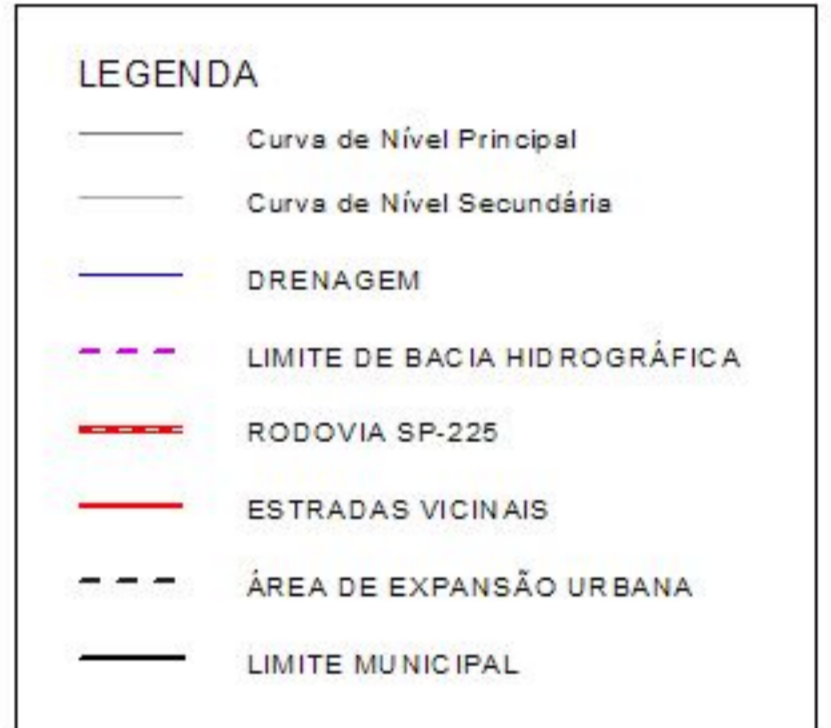 LEGENDA
Curva de Nível Principal
Curva de Nível Secundária
DRENAGEM
LIMITE DE BACIA HIDROGRÁFICA
RODOVIA SP-225
ESTRADAS VICINAIS
ÁREA DE EXPANSÃO URBANA
LIMITE MUNICIPAL